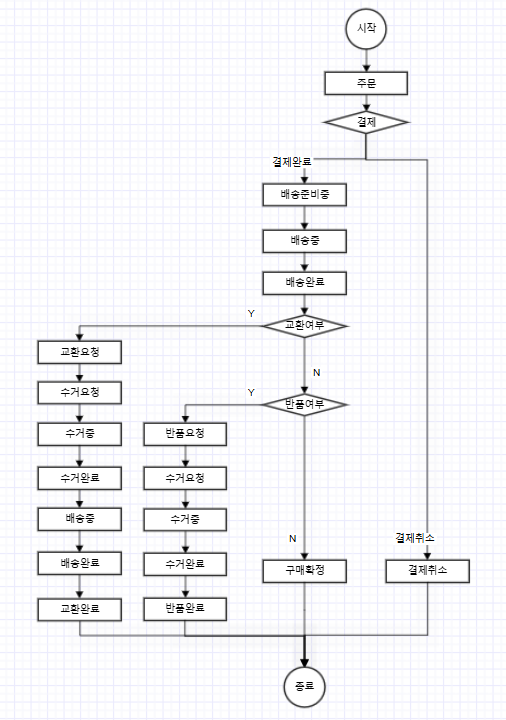 시작
주문
결제
결제완료
배송준비중
배송중
배송완료
Y
교환여부
교환요청
N
수거요청
Y
반품여부
수거중
반품요청
수거완료
수거요청
배송중
수거중
N
결제취소
배송완료
수거완료
구매확정
결제취소
교환완료
반품완료
종료